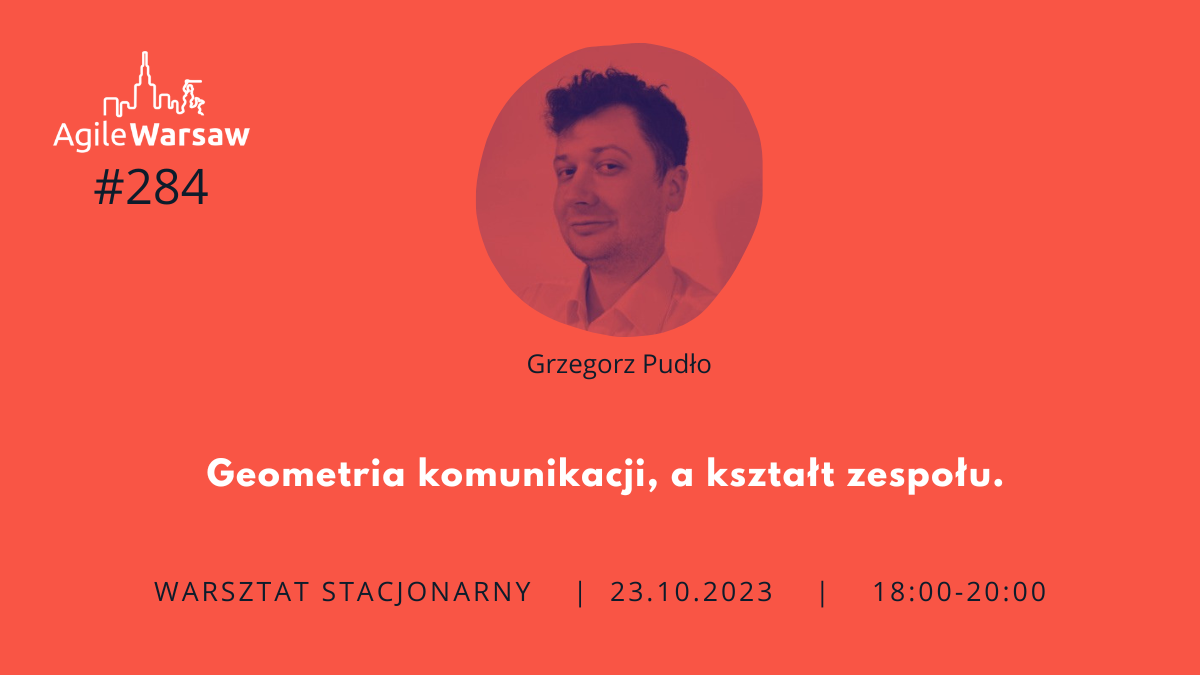 AgileWarsaw
#284
Grzegorz Pudło
Geometria komunikacji, a kształt zespołu.
WARSZTAT STACJONARNY | 23.10.2023 | 18:00-20:00